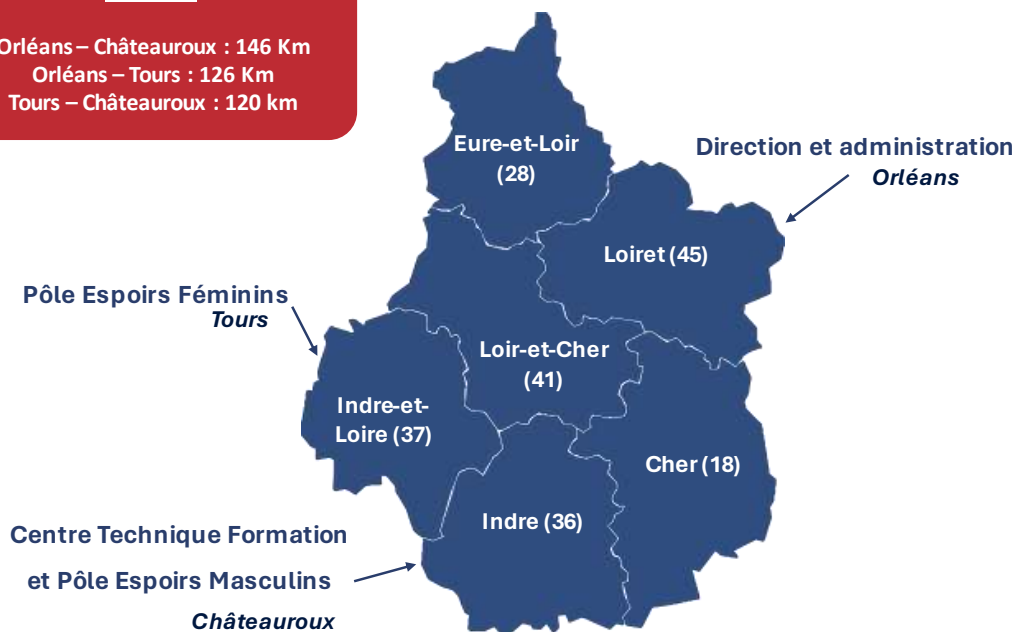 Orléans – Châteauroux : 146 Km
Orléans – Tours : 126 Km
Tours – Châteauroux : 120 km
Eure-et-Loir
(28)
Direction et administration
Orléans
Loiret (45)
Pôle Espoirs Féminins
Tours
Loir-et-Cher
(41)
Indre-et-
Loire (37)
Cher (18)
Indre (36)
Centre Technique Formation
et Pôle Espoirs Masculins
Châteauroux